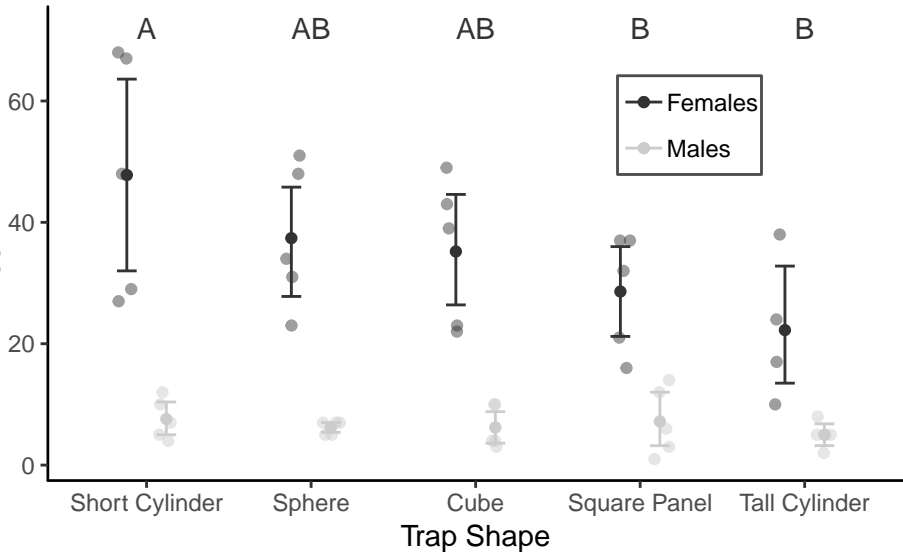 A AB AB B B
60
Females
Males
40
20
0
Short Cylinder Sphere Cube Square Panel Tall Cylinder
Trap Shape